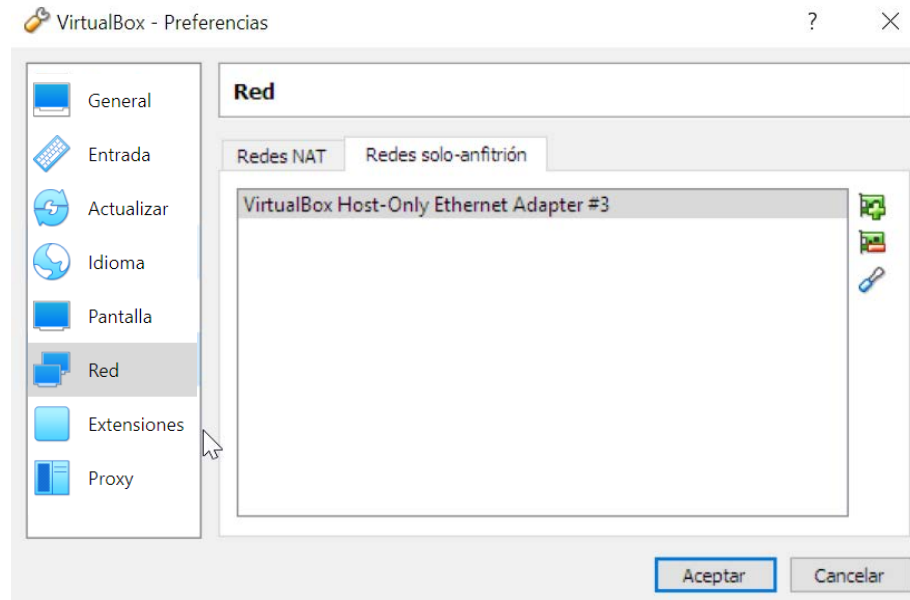 VirtualBox - Preferencias
?
General
Entrada
Actualizar
Idioma
Pantalla
Red
Extensiones
Proxy
Red
Redes NAT
Redes solo-anfitrión
VirtualBox Host-Only Ethernet Adapter #3
Aceptar
Cancelar